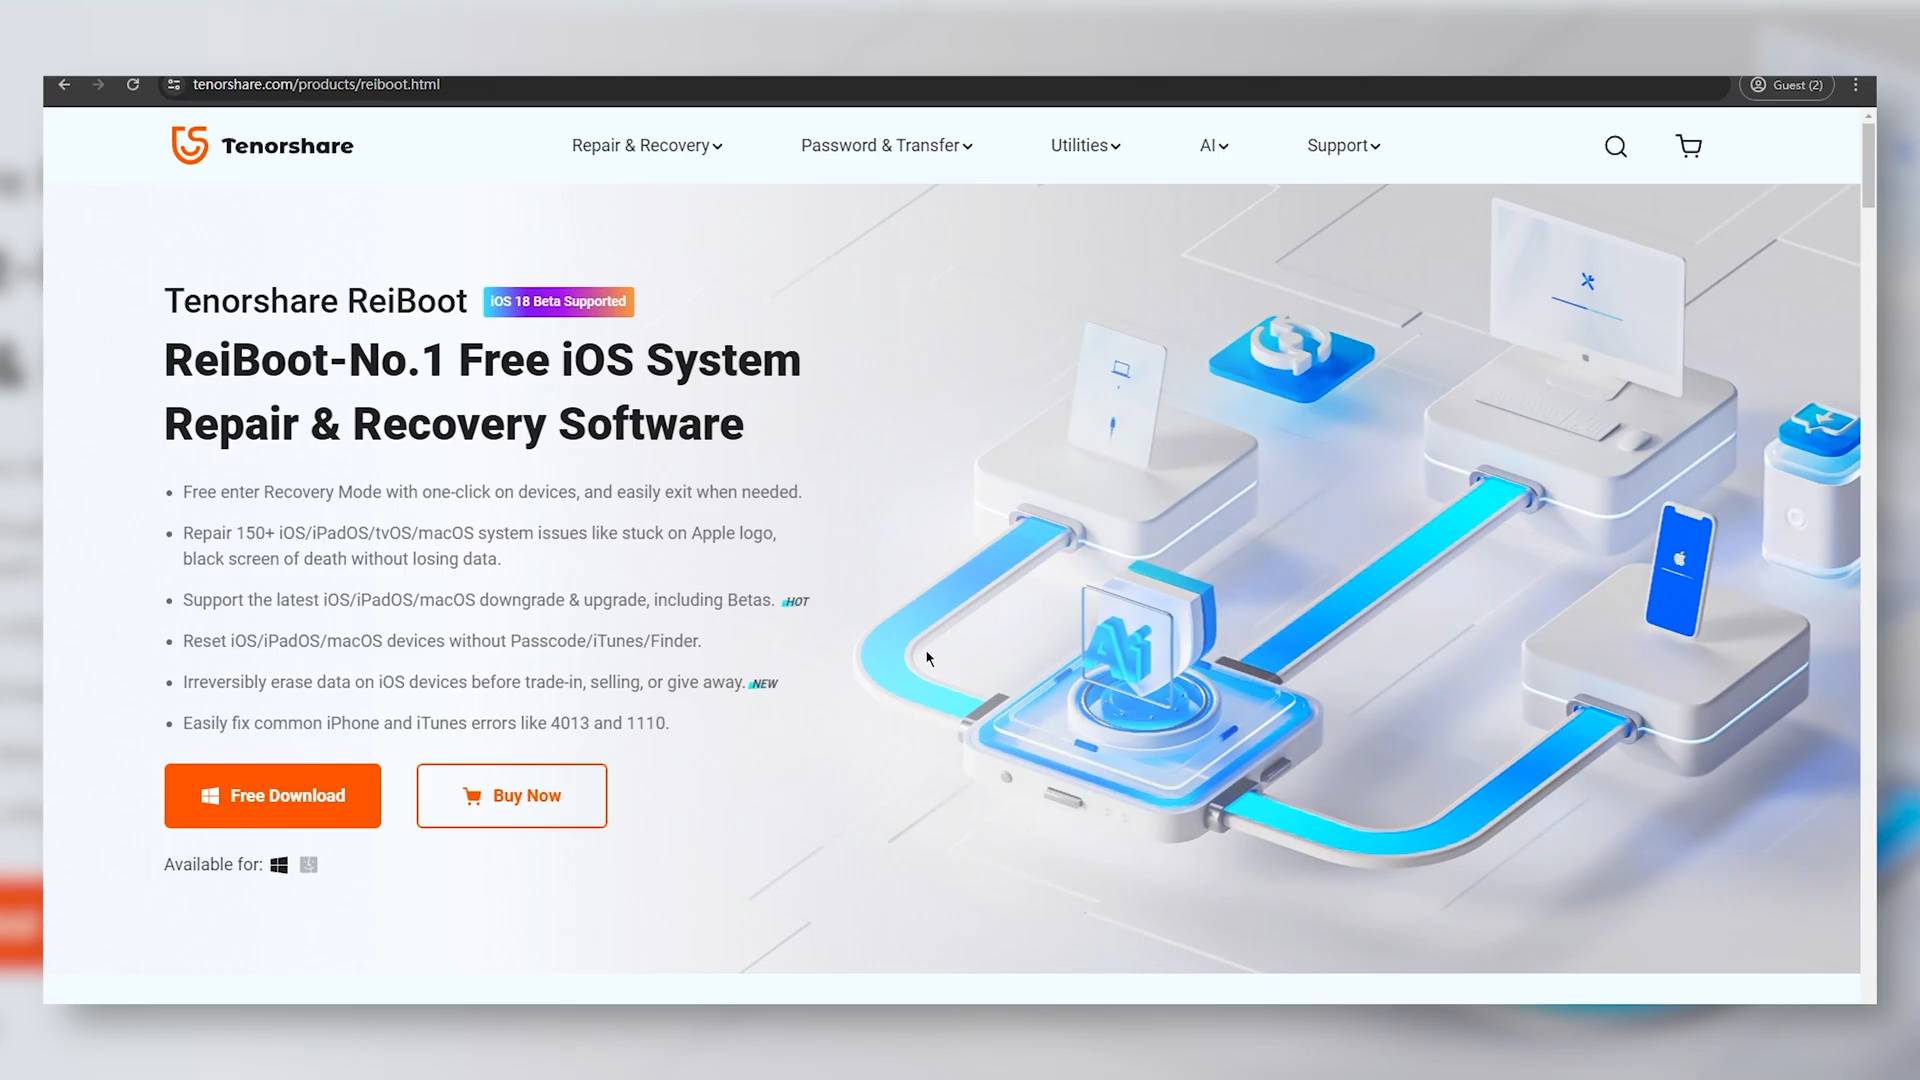 tenorshare.com/products/reiboot.html
Guest (2)
Tenorshare
Repair & Recovery
Password & Transfer
Utilities
AI
Support
Tenorshare ReiBoot
iOS 18 Beta Supported
ReiBoot-No.1 Free iOS System
Repair & Recovery Software
Free enter Recovery Mode with one-click on devices, and easily exit when needed.
Repair 150+ iOS/iPadOS/tvOS/macOS system issues like stuck on Apple logo,
black screen of death without losing data.
Support the latest iOS/iPadOS/macOS downgrade & upgrade, including Betas. HOT
Reset iOS/iPadOS/macOS devices without Passcode/iTunes/Finder.
Irreversibly erase data on iOS devices before trade-in, selling, or give away. NEW
Easily fix common iPhone and iTunes errors like 4013 and 1110.
Free Download
Buy Now
Available for:
Ai